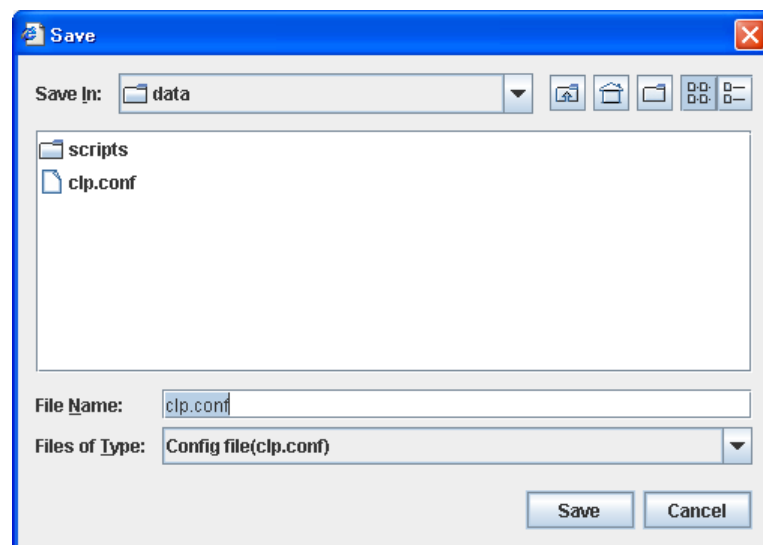 Save
Save In: data
scripts
clp.conf
File Name: clp.conf
Files of Type: Config file(clp.conf)
Save Cancel